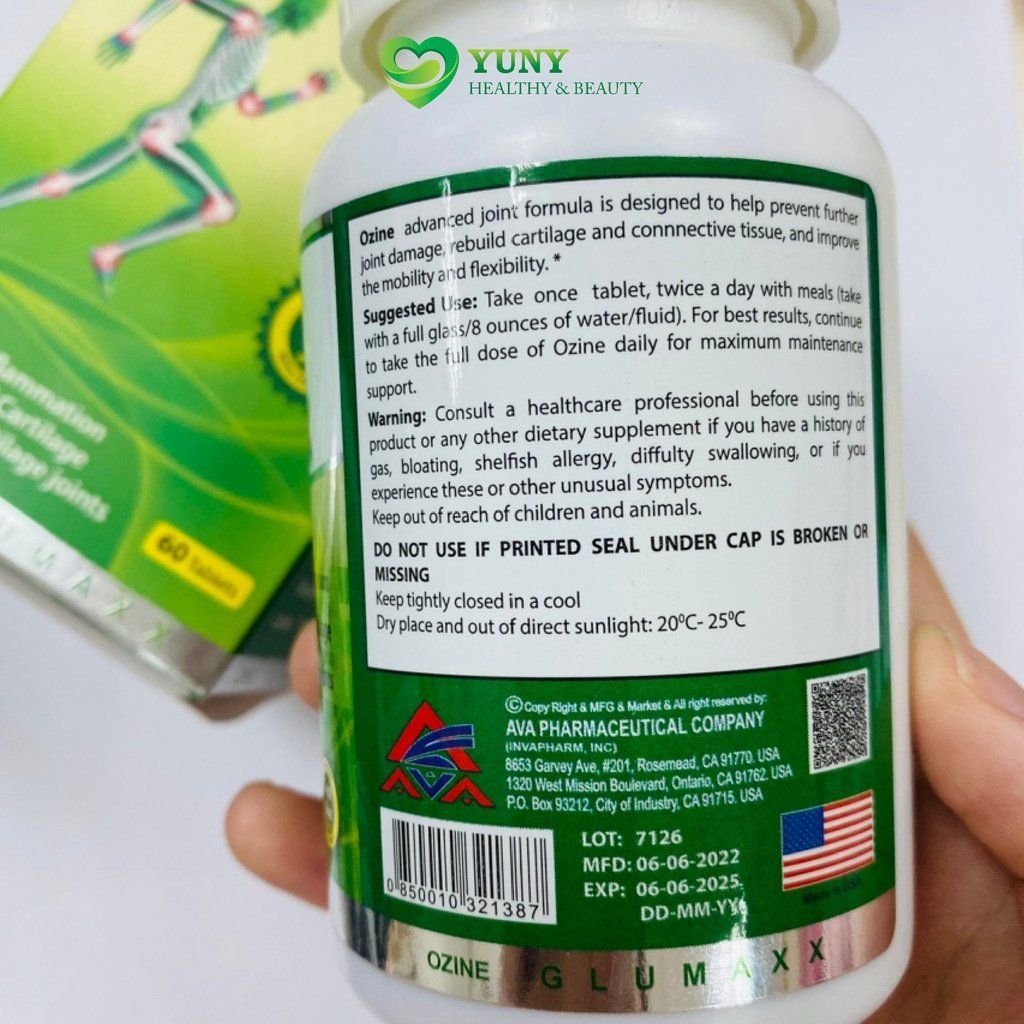 YUNY
HEALTHY & BEAUTY
Ozine advanced joint formula is designed to help prevent further
joint damage, rebuild cartilage and connnective tissue, and improve
the mobility and flexibility. *
Suggested Use: Take once tablet, twice a day with meals (take
with a full glass/8 ounces of water/fluid). For best results, continue
to take the full dose of Ozine daily for maximum maintenance
support.
Warning: Consult a healthcare professional before using this
product or any other dietary supplement if you have a history of
gas, bloating, shelfish allergy, diffulty swallowing, or if you
experience these or other unusual symptoms.
Keep out of reach of children and animals.
DO NOT USE IF PRINTED SEAL UNDER CAP IS BROKEN OR
MISSING
Keep tightly closed in a cool
Dry place and out of direct sunlight: 20⁰C- 25⁰C
©Copy Right & MFG & Market & All right reserved by:
AVA PHARMACEUTICAL COMPANY
(INVAPHARM, INC)
8653 Garvey Ave, #201, Rosemead, CA 91770. USA
1320 West Mission Boulevard, Ontario, CA 91762. USA
P.O. Box 93212, City of Industry, CA 91715. USA
LOT: 7126
MFD: 06-06-2022
EXP: 06-06-2025
DD-MM-YY
Made in USA
0 850010 321387
OZINE GLUMAXX
Cartilage
joints
60 Tablets
M A X X